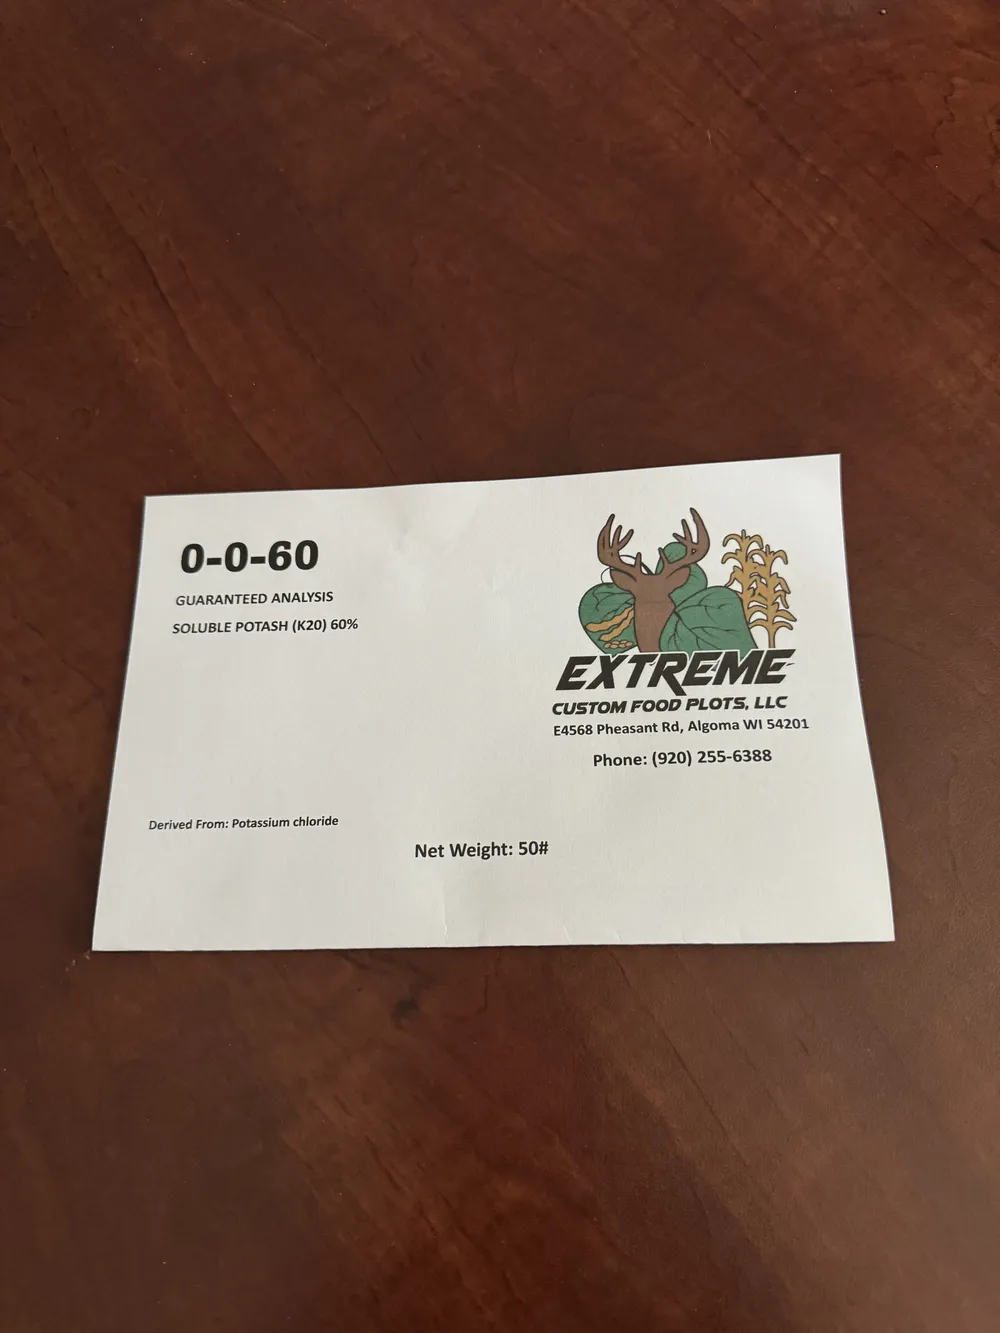 0-0-60
GUARANTEED ANALYSIS
SOLUBLE POTASH (K20) 60%
EXTREME
CUSTOM FOOD PLOTS, LLC
E4568 Pheasant Rd, Algoma WI 54201
Phone: (920) 255-6388
Derived From: Potassium chloride
Net Weight: 50#